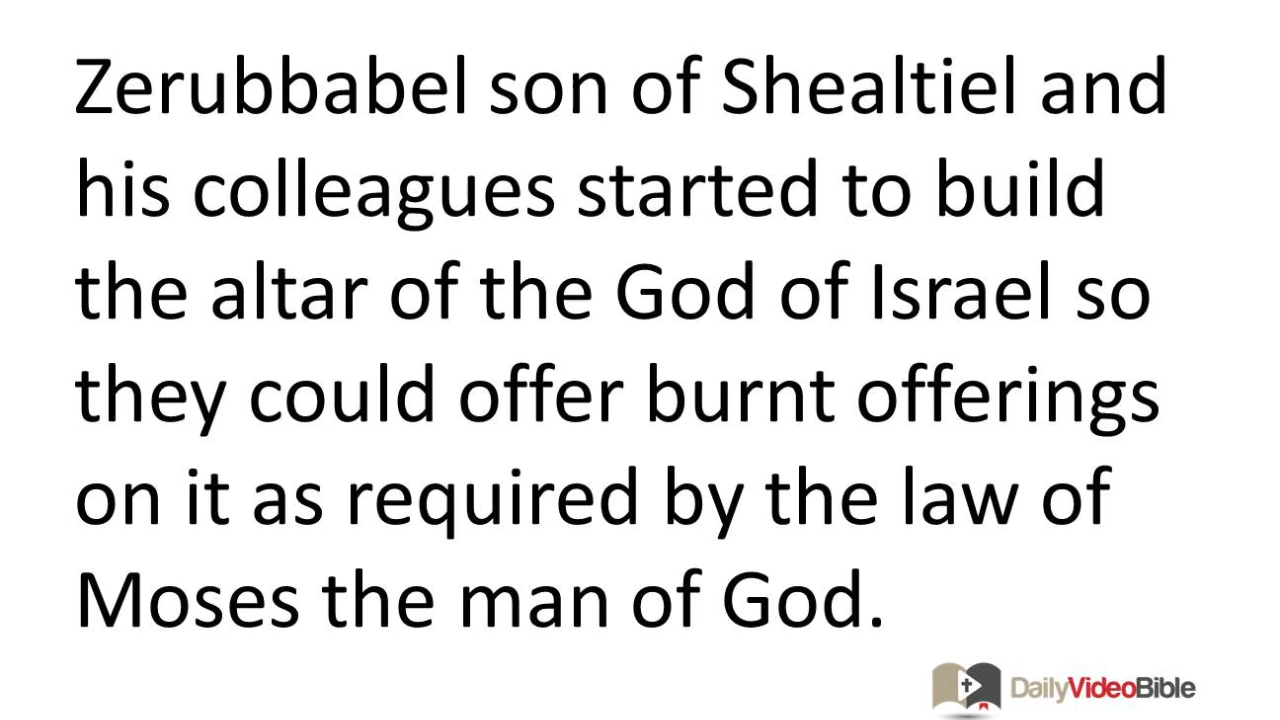 Zerubbabel son of Shealtiel and
his colleagues started to build
the altar of the God of Israel so
they could offer burnt offerings
on it as required by the law of
Moses the man of God.
DailyVideoBible